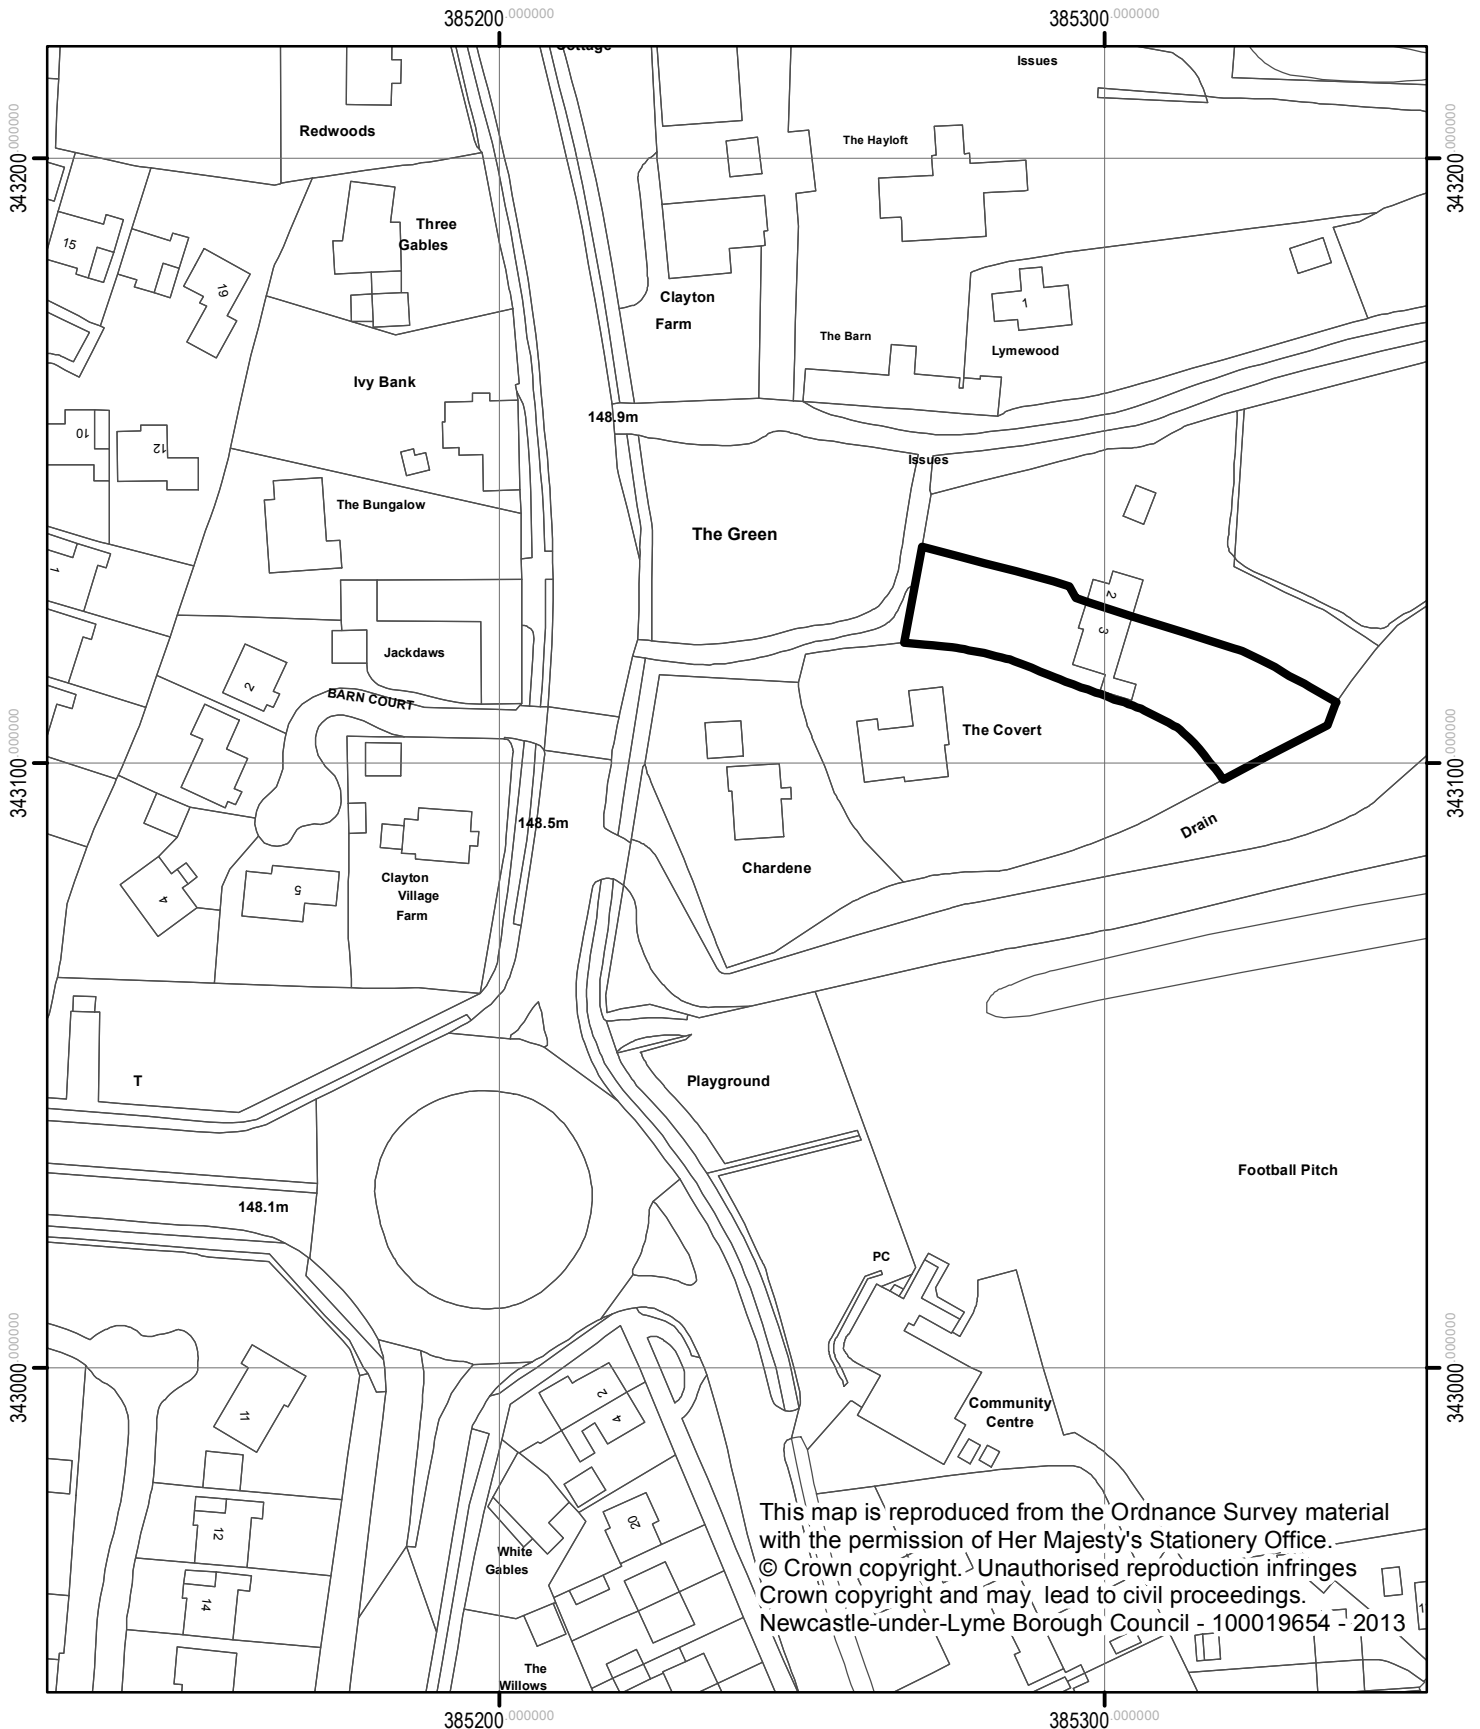 385200.000000
385300.000000
Cottage
Issues
343200.000000
343200.000000
Redwoods
The Hayloft
Three
Gables
15
19
Clayton
Farm
1
The Barn
Lymewood
Ivy Bank
148.9m
10
12
Issues
The Bungalow
The Green
1
2
3
Jackdaws
2
BARN COURT
The Covert
343100.000000
343100.000000
148.5m
Drain
Chardene
Clayton
Village
Farm
5
4
T
Playground
Football Pitch
148.1m
PC
343000.000000
343000.000000
2
4
11
Community
Centre
20
12
White
Gables
14
The
Willows
This map is reproduced from the Ordnance Survey material
with the permission of Her Majesty's Stationery Office.
© Crown copyright. Unauthorised reproduction infringes
Crown copyright and may lead to civil proceedings.
Newcastle-under-Lyme Borough Council - 100019654 - 2013
385200.000000
385300.000000